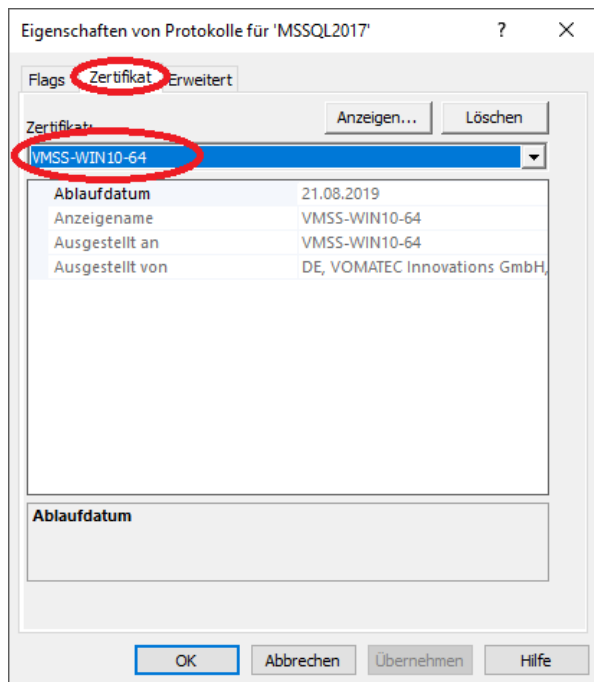 Eigenschaften von Protokolle für 'MSSQL2017'
Flags Zertifikat Erweitert
Anzeigen... Löschen
Zertifikat:
VMSS-WIN10-64
Ablaufdatum 21.08.2019
Anzeigename VMSS-WIN10-64
Ausgestellt an VMSS-WIN10-64
Ausgestellt von DE, VOMATEC Innovations GmbH,
Ablaufdatum
OK Abbrechen Übernehmen Hilfe